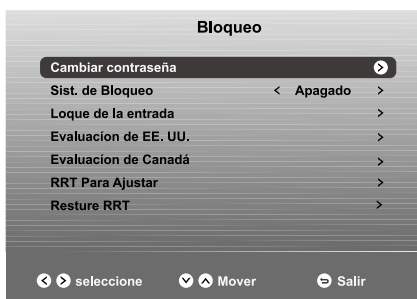 Bloqueo
Cambiar contraseña
Sist. de Bloqueo < Apagado >
Loque de la entrada >
Evaluacíon de EE. UU. >
Evaluacíon de Canadá >
RRT Para Ajustar >
Resture RRT >
seleccione Mover Salir